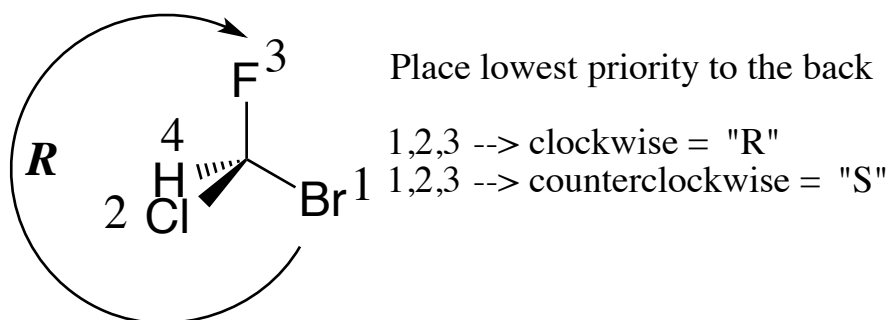 F 3
Place lowest priority to the back
4
1,2,3 --> clockwise = "R"
R
H
1,2,3 --> counterclockwise = "S"
2 Cl
Br 1